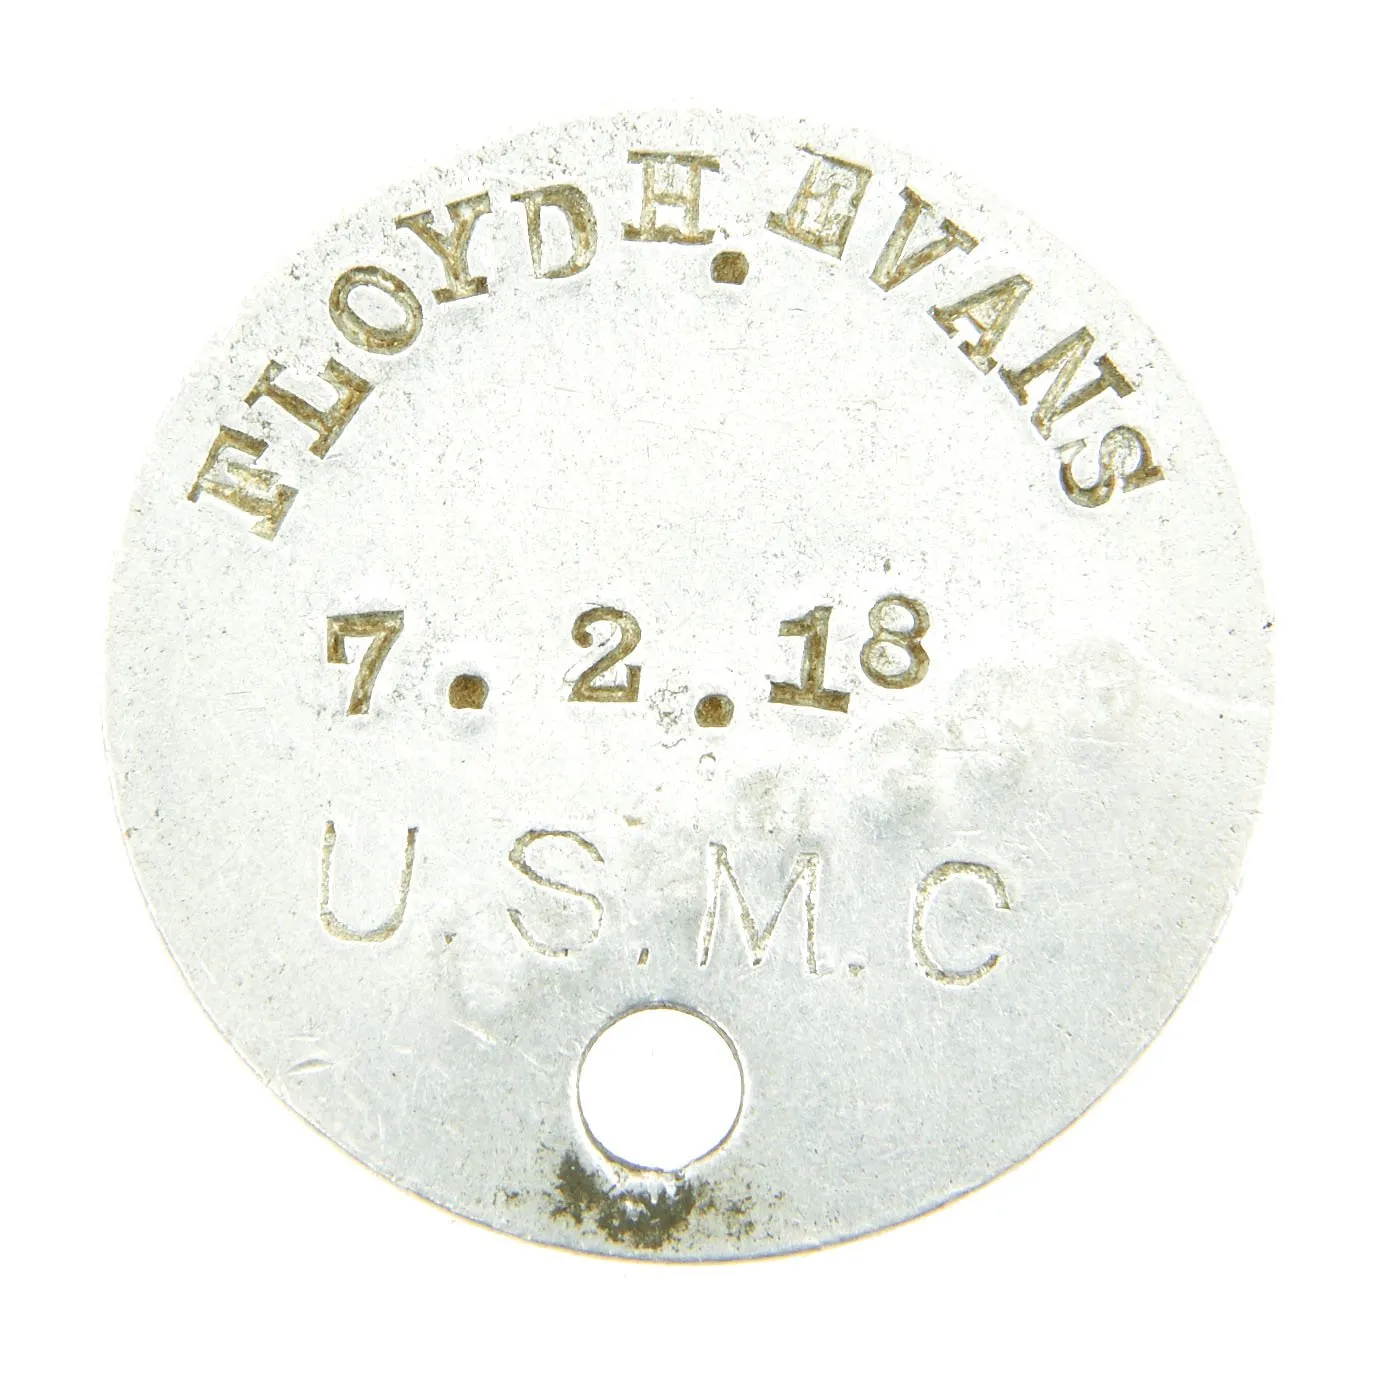 FLOYD H. EVANS
7. 2. 18
U.S.M.C